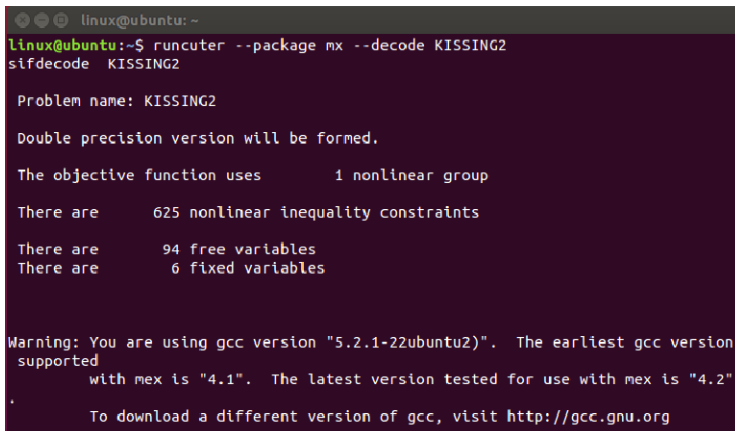 linux@ubuntu: ~
linux@ubuntu:~$ runcuter --package mx --decode KISSING2
sifdecode  KISSING2
Problem name: KISSING2
Double precision version will be formed.
The objective function uses         1 nonlinear group
There are       625 nonlinear inequality constraints
There are        94 free variables
There are         6 fixed variables
Warning: You are using gcc version "5.2.1-22ubuntu2)".  The earliest gcc version
supported
with mex is "4.1".  The latest version tested for use with mex is "4.2"
.
To download a different version of gcc, visit http://gcc.gnu.org